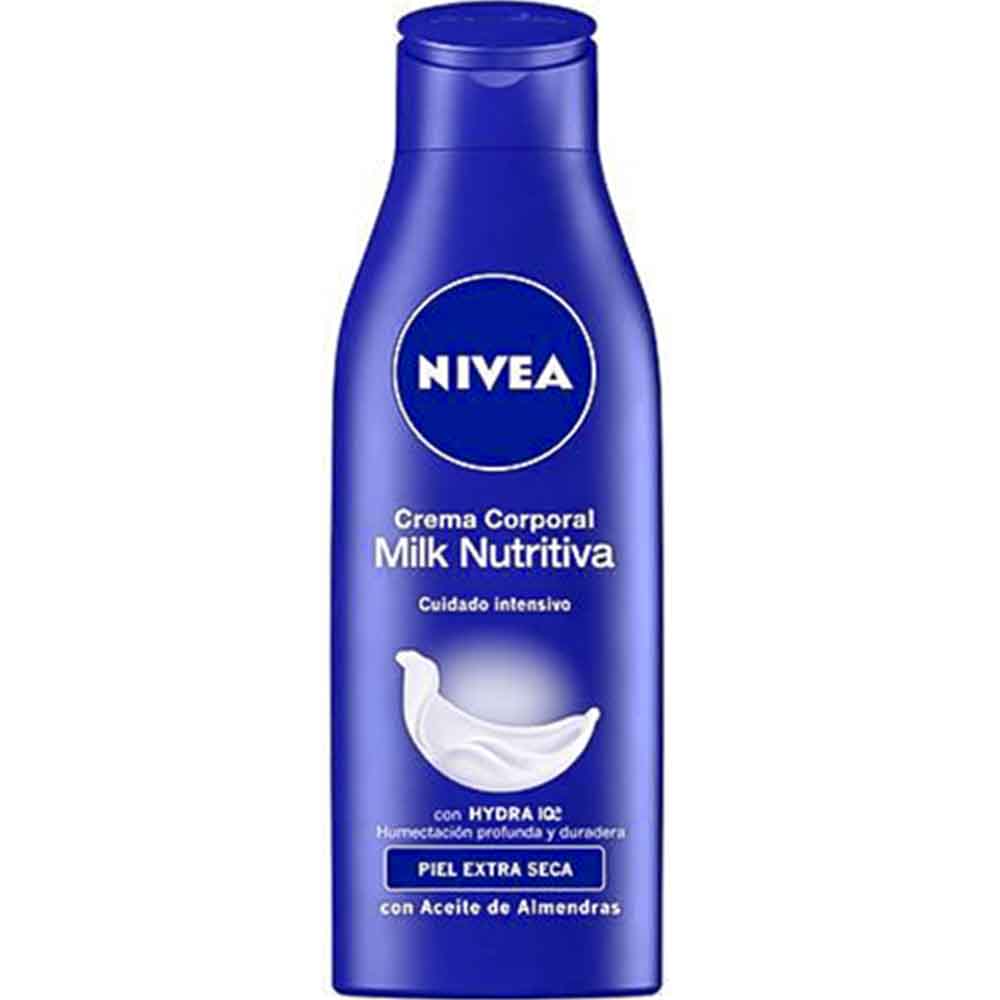 NIVEA
Crema Corporal
Milk Nutritiva
Cuidado intensivo
con HYDRA IQ
Humectación profunda y duradera
PIEL EXTRA SECA
con Aceite de Almendras